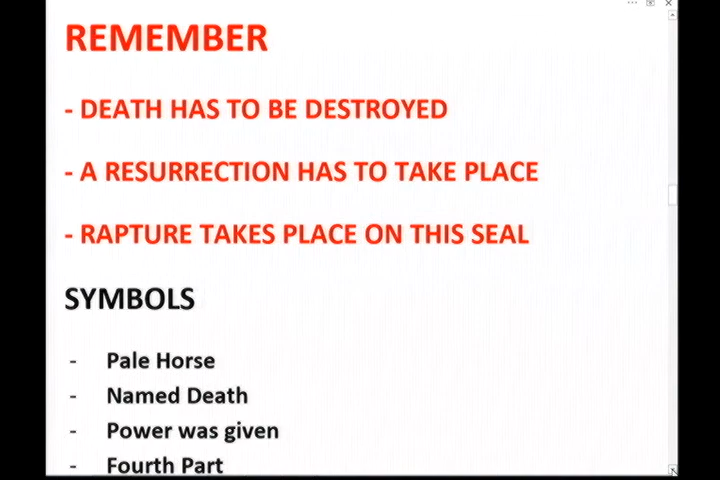 REMEMBER
- DEATH HAS TO BE DESTROYED
- A RESURRECTION HAS TO TAKE PLACE
- RAPTURE TAKES PLACE ON THIS SEAL
SYMBOLS
- Pale Horse
- Named Death
- Power was given
- Fourth Part